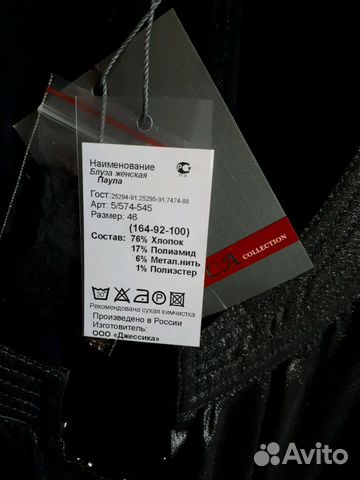 Наименование
Блуза женская
Паула
Гост:25294-91,25295-91,7474-88
Арт: 5/574-545
Размер: 46
(164-92-100)
Состав: 76% Хлопок
17% Полиамид
6% Метал.нить
1% Полиэстер
30
Рекомендована сухая химчистка
Произведено в России
Изготовитель:
ООО «Джессика»
COLLECTION
Avito